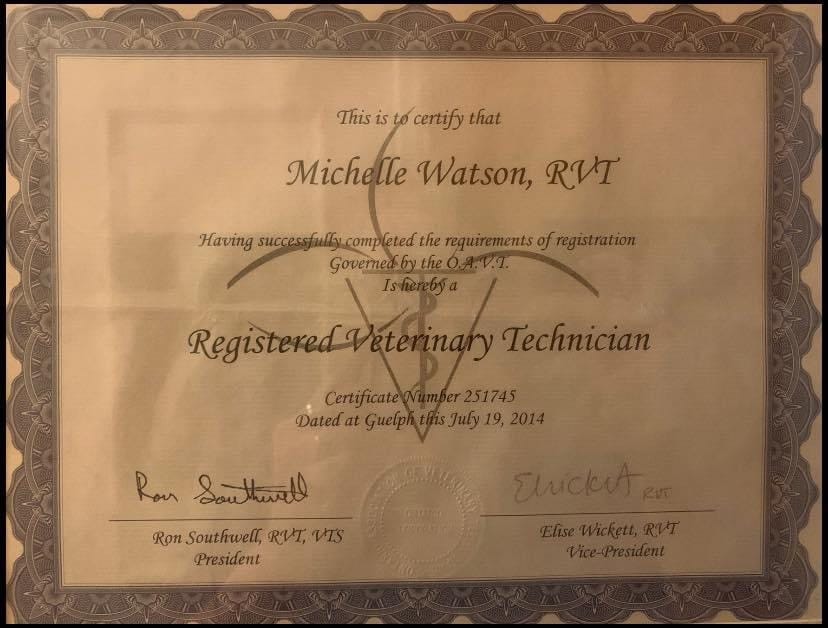 This is to certify that
Michelle Watson, RVT
Having successfully completed the requirements of registration
Governed by the O.A.V.T.
Is hereby a
Registered Veterinary Technician
Certificate Number 251745
Dated at Guelph this July 19, 2014
Ron Southwell
EWickett RVT
Ron Southwell, RVT, VTS
President
Elise Wickett, RVT
Vice-President